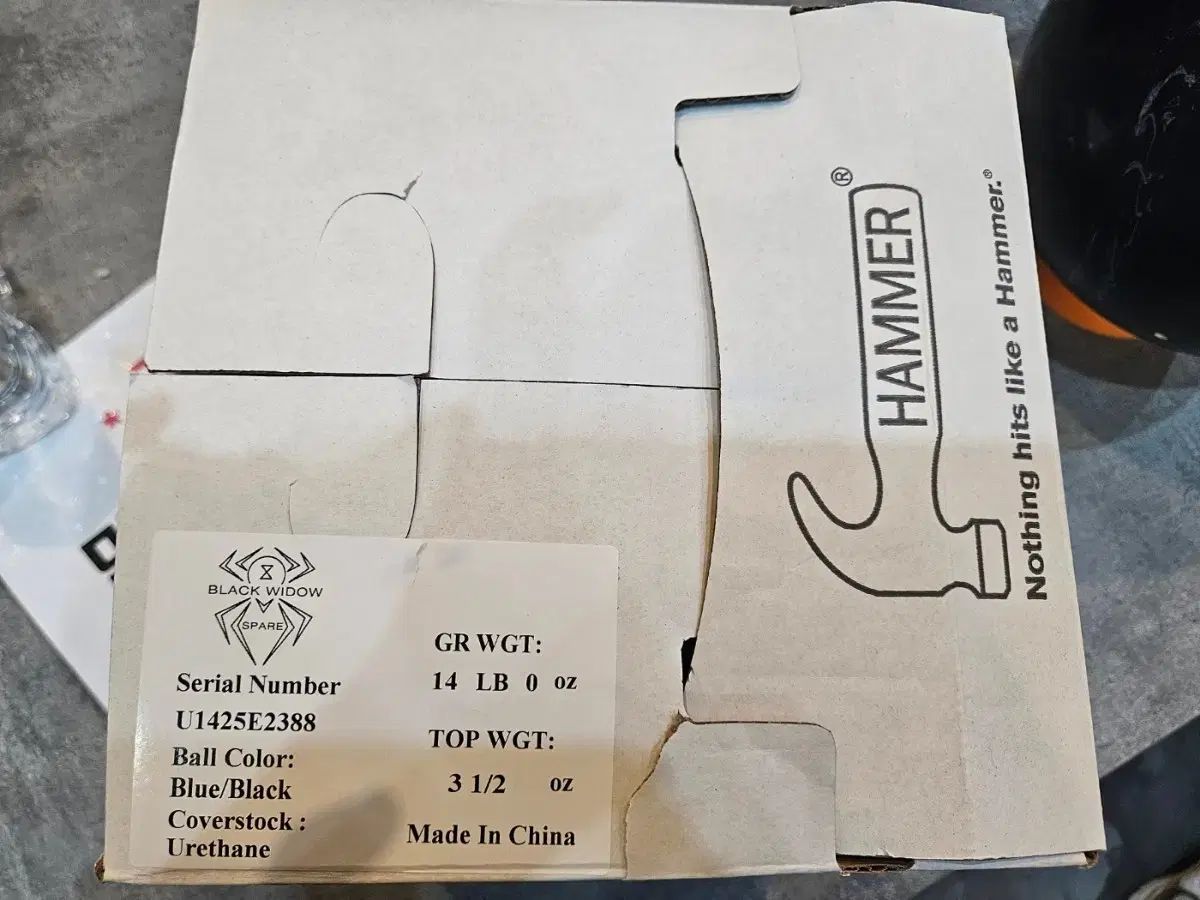 HAMMER®
Nothing hits like a Hammer.®
BLACK WIDOW
SPARE
Serial Number
U1425E2388
Ball Color:
Blue/Black
Coverstock :
Urethane
GR WGT:
14 LB 0 oz
TOP WGT:
3 1/2 oz
Made In China